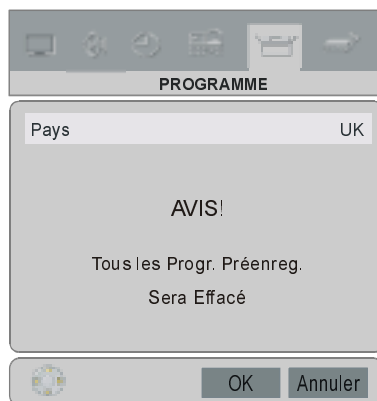 PROGRAMME
Pays UK
AVIS!
Tous les Progr. Préenreg.
Sera Effacé
OK Annuler